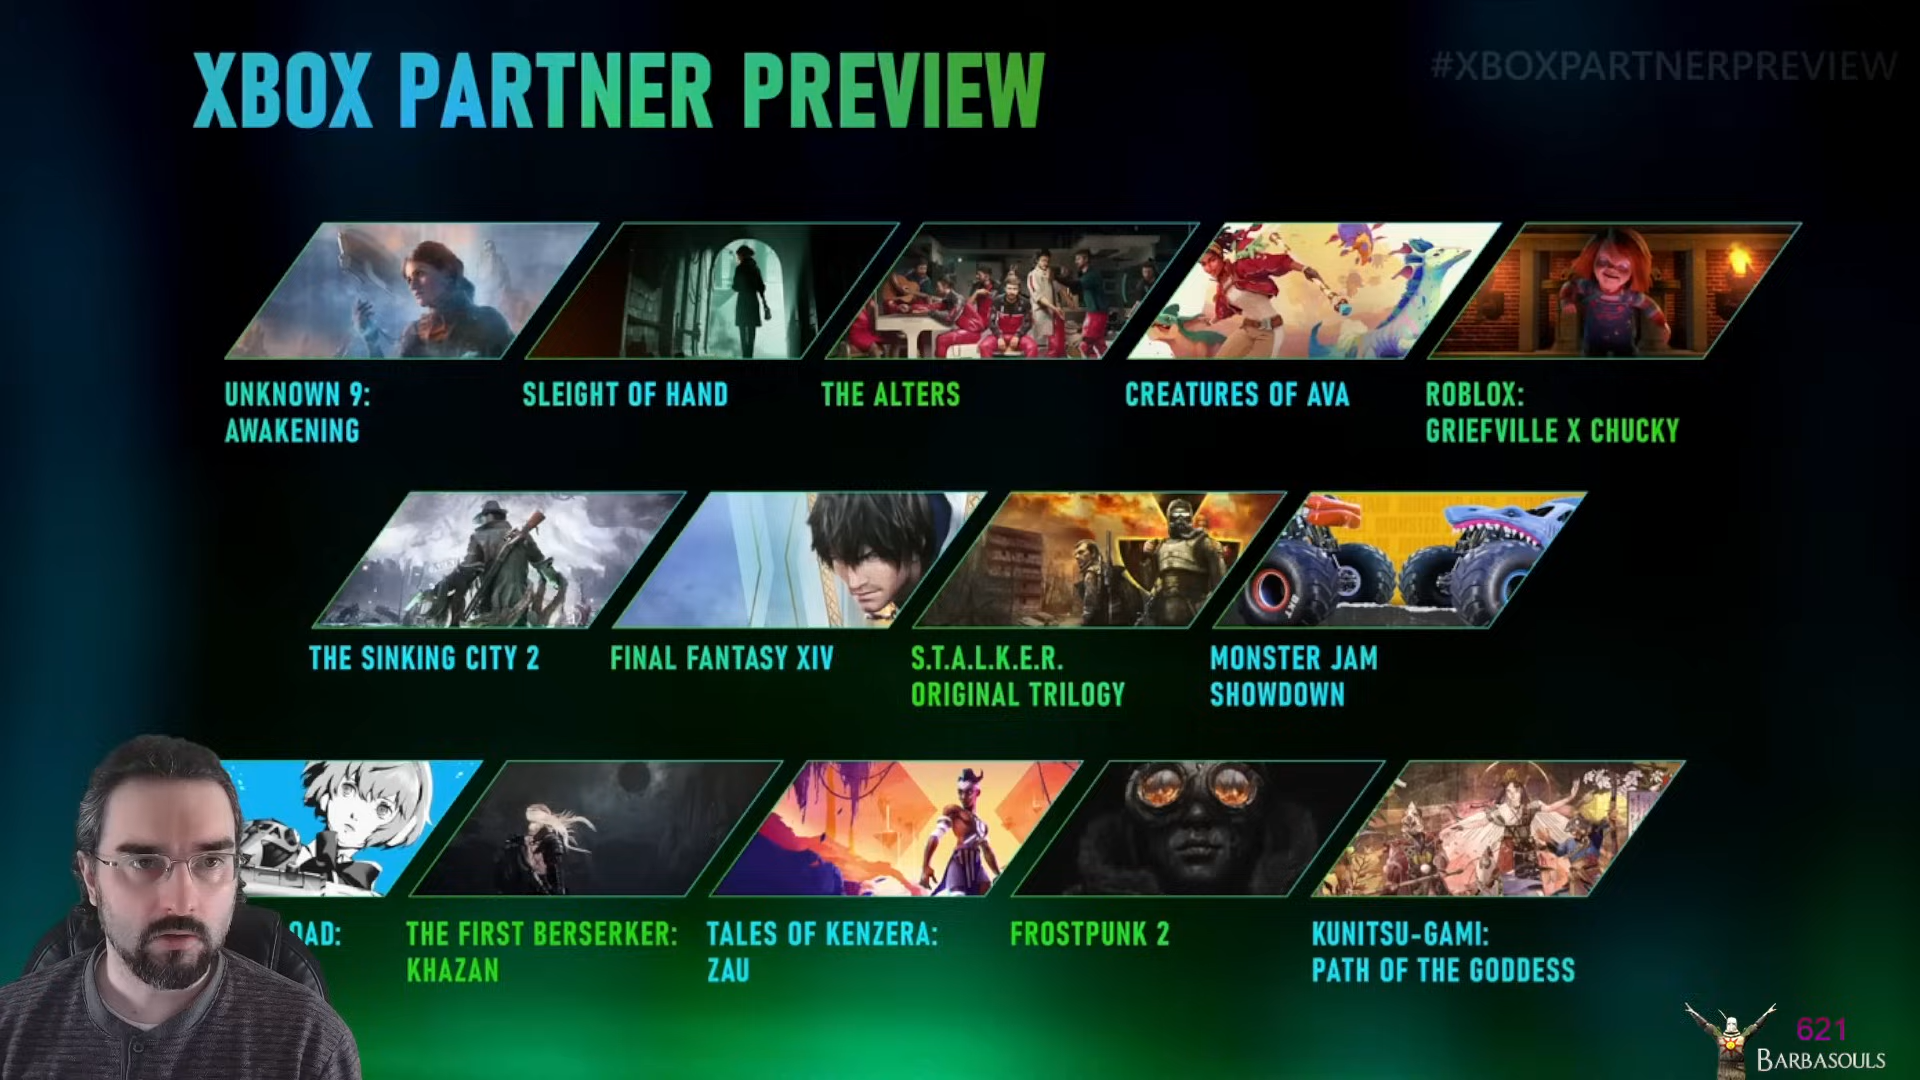 XBOX PARTNER PREVIEW
#XBOXPARTNERPREVIEW
UNKNOWN 9:
AWAKENING
SLEIGHT OF HAND
THE ALTERS
CREATURES OF AVA
ROBLOX:
GRIEFVILLE X CHUCKY
THE SINKING CITY 2
FINAL FANTASY XIV
S.T.A.L.K.E.R.
ORIGINAL TRILOGY
MONSTER JAM
SHOWDOWN
OAD:
THE FIRST BERSERKER:
KHAZAN
TALES OF KENZERA:
ZAU
FROSTPUNK 2
KUNITSU-GAMI:
PATH OF THE GODDESS
621
BARBASOULS